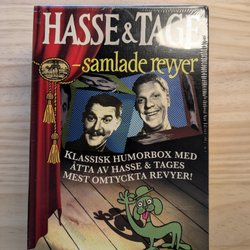 HASSE & TAGE
– samlade revyer
KLASSISK HUMORBOX MED
ÅTTA AV HASSE & TAGES
MEST OMTYCKTA REVYER!